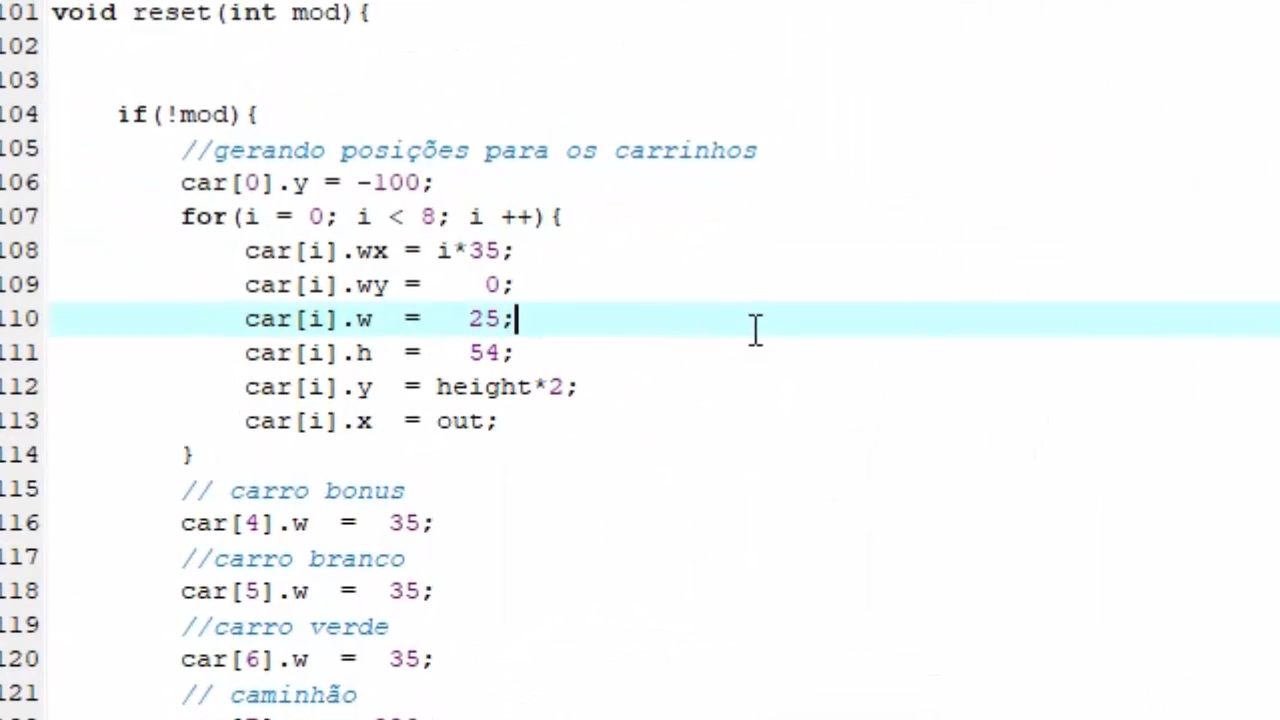 101 void reset(int mod){
102
103
104 if(!mod){
105 //gerando posições para os carrinhos
106 car[0].y = -100;
107 for(i = 0; i < 8; i ++){
108 car[i].wx = i*35;
109 car[i].wy = 0;
110 car[i].w = 25;
111 car[i].h = 54;
112 car[i].y = height*2;
113 car[i].x = out;
114 }
115 // carro bonus
116 car[4].w = 35;
117 //carro branco
118 car[5].w = 35;
119 //carro verde
120 car[6].w = 35;
121 // caminhão